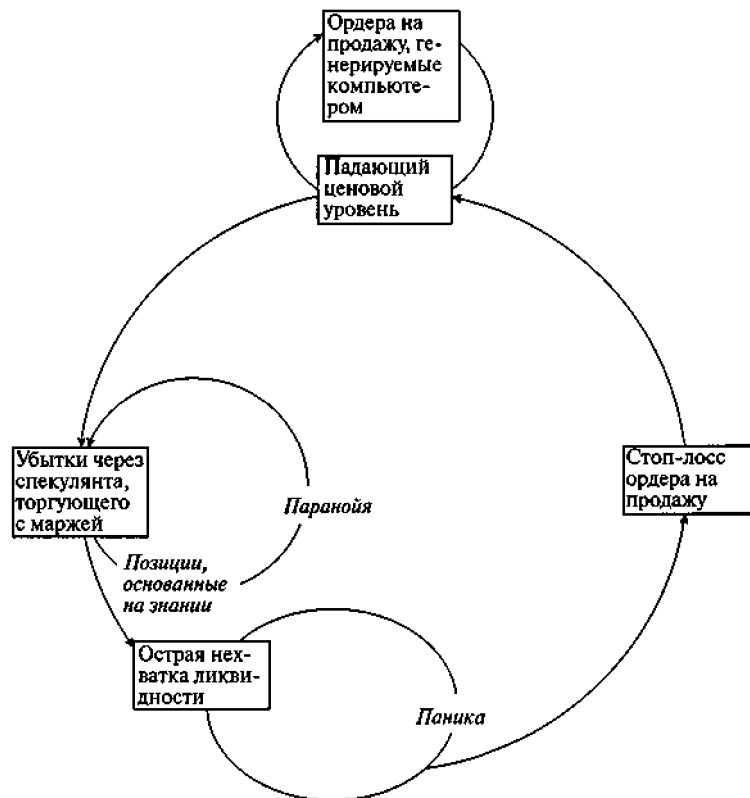 Ордера на
продажу, ге-
нерируемые
компьюте-
ром
Падающий
ценовой
уровень
Убытки через
спекулянта,
торгующего
с маржей
Паранойя
Позиции,
основанные
на знании
Стоп-лосс
ордера на
продажу
Острая нех-
ватка ликви-
дности
Паника